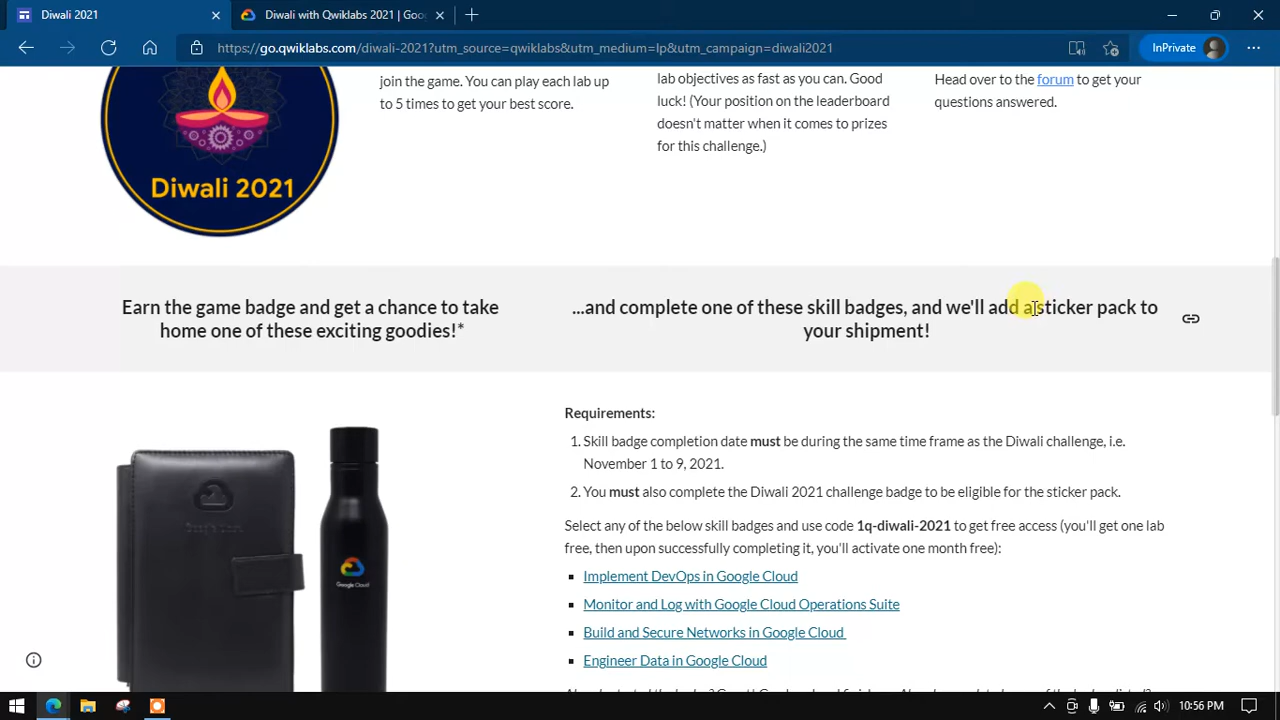 Diwali 2021
Diwali with Qwiklabs 2021 | Goo
https://go.qwiklabs.com/diwali-2021?utm_source=qwiklabs&utm_medium=lp&utm_campaign=diwali2021
InPrivate
join the game. You can play each lab
up to 5 times to get your best score.
lab objectives as fast as you can. Good
luck! (Your position on the leaderboard
doesn't matter when it comes to prizes
for this challenge.)
Head over to the forum to get your
questions answered.
Diwali 2021
Earn the game badge and get a chance to take
home one of these exciting goodies!*
...and complete one of these skill badges, and we'll add a sticker pack to
your shipment!
Requirements:
1. Skill badge completion date must be during the same time frame as the Diwali challenge, i.e.
November 1 to 9, 2021.
2. You must also complete the Diwali 2021 challenge badge to be eligible for the sticker pack.
Select any of the below skill badges and use code 1q-diwali-2021 to get free access (you'll get one lab
free, then upon successfully completing it, you'll activate one month free):
▪ Implement DevOps in Google Cloud
▪ Monitor and Log with Google Cloud Operations Suite
▪ Build and Secure Networks in Google Cloud
▪ Engineer Data in Google Cloud
Google Cloud
Google Cloud
10:56 PM